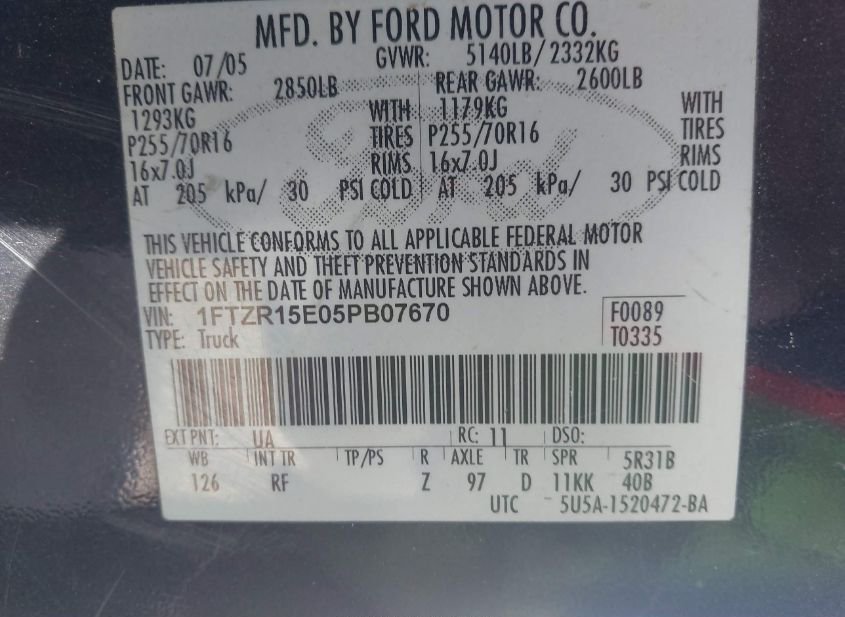 MFD. BY FORD MOTOR CO.
DATE: 07/05 GVWR: 5140LB/ 2332KG
FRONT GAWR: 2850LB REAR GAWR: 2600LB
1293KG WITH 1179KG WITH
P255/70R16 TIRES P255/70R16 TIRES
16x7.0J RIMS 16x7.0J RIMS
AT 205 kPa/ 30 PSI COLD AT 205 kPa/ 30 PSI COLD
Ford
THIS VEHICLE CONFORMS TO ALL APPLICABLE FEDERAL MOTOR
VEHICLE SAFETY AND THEFT PREVENTION STANDARDS IN
EFFECT ON THE DATE OF MANUFACTURE SHOWN ABOVE.
VIN: 1FTZR15E05PB07670 F0089
TYPE: Truck T0335
EXT PNT: UA RC: 11 DSO:
WB INT TR TP/PS R AXLE TR SPR 5R31B
126 RF Z 97 D 11KK 40B
UTC 5U5A-1520472-BA